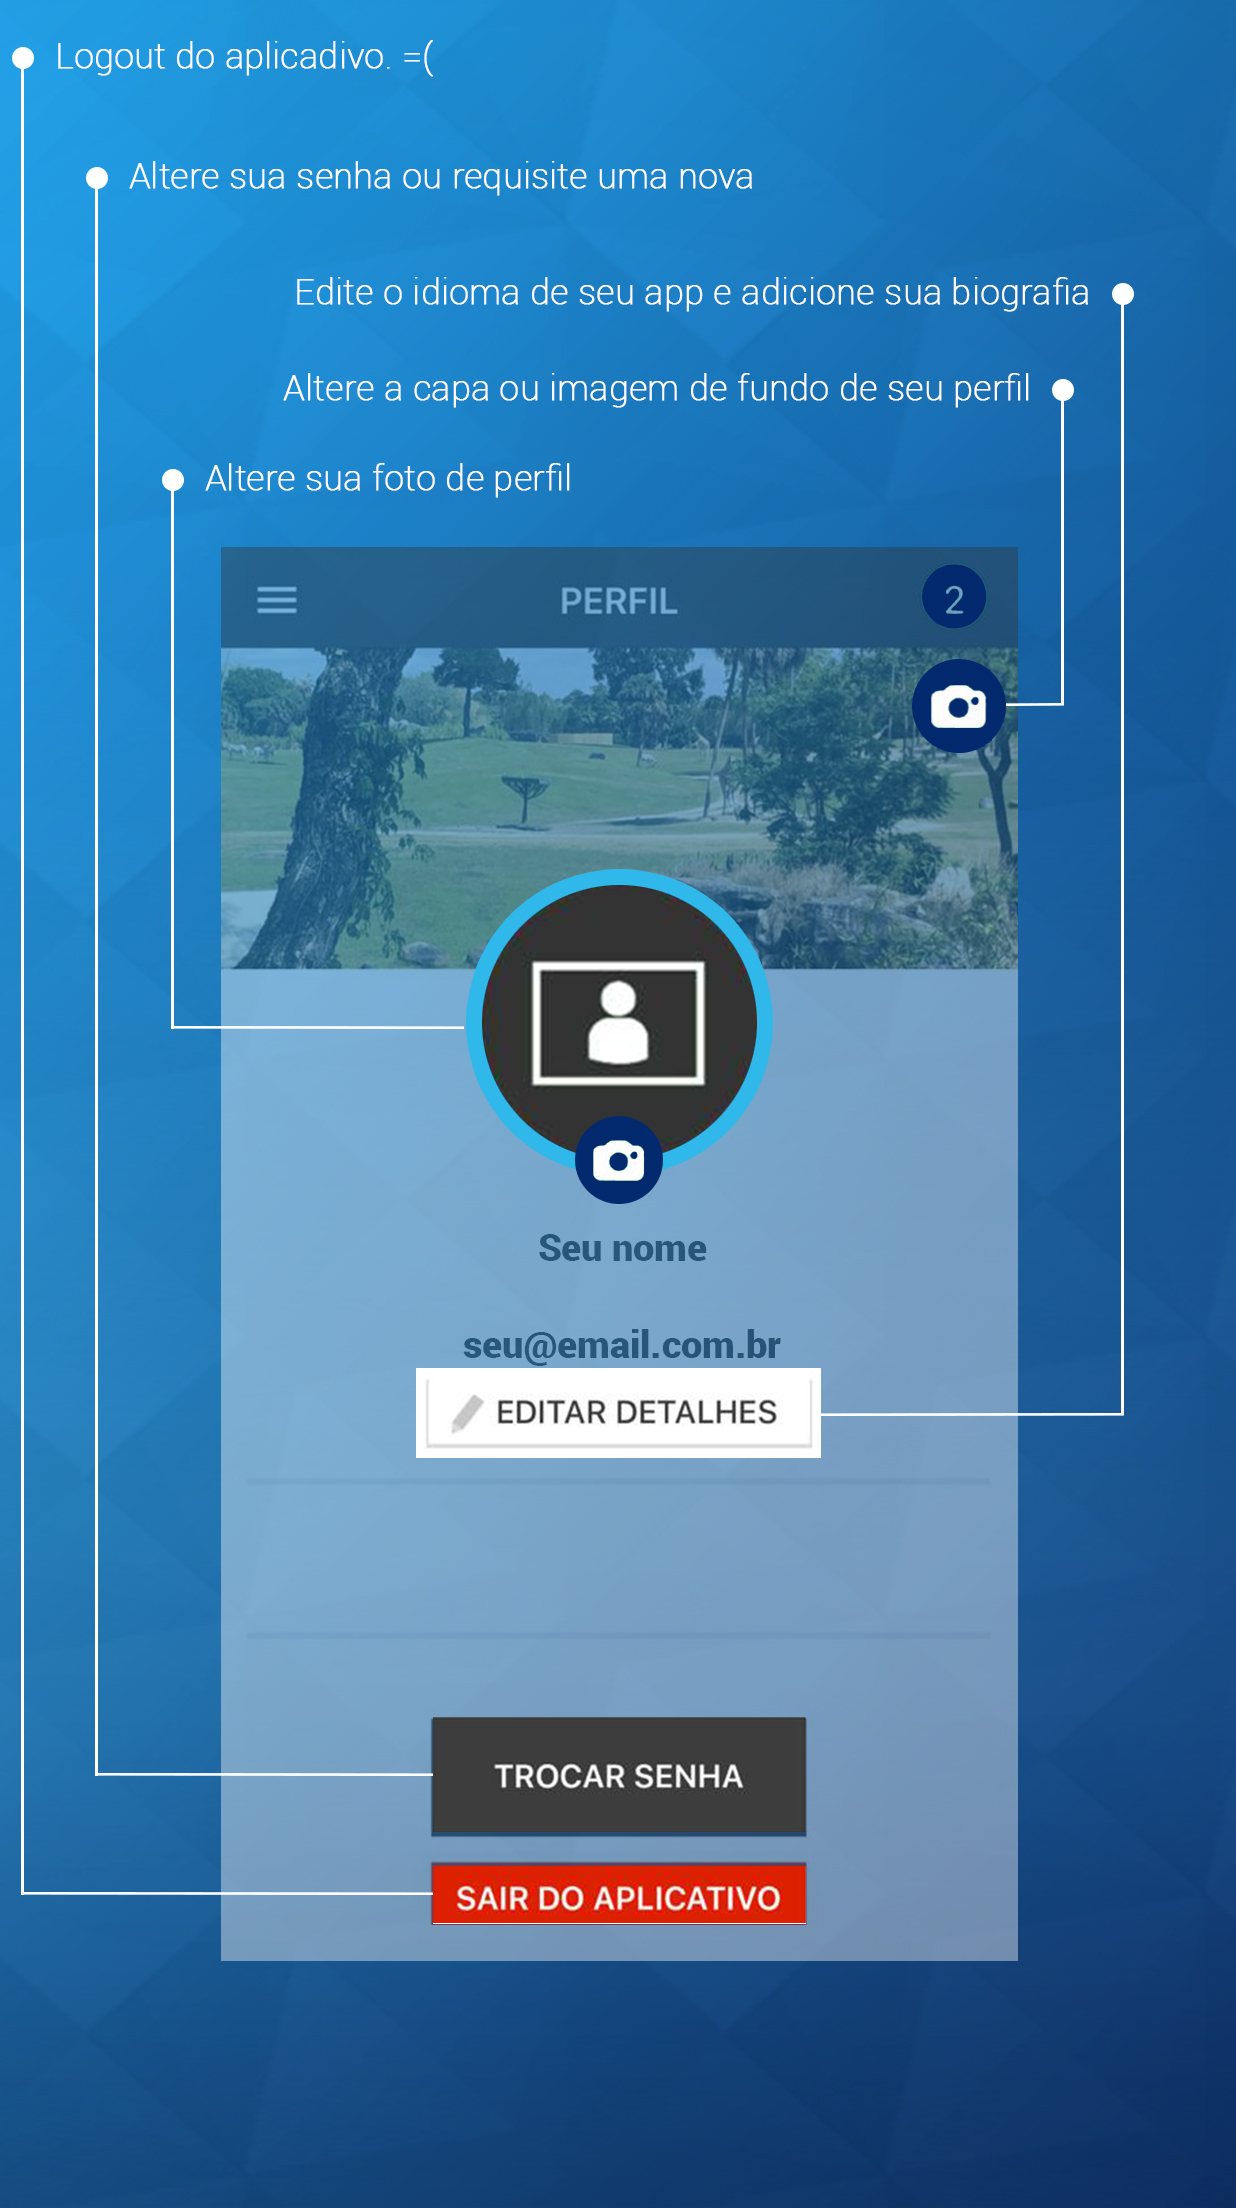 Logout do aplicadivo. =(
Altere sua senha ou requisite uma nova
Edite o idioma de seu app e adicione sua biografia
Altere a capa ou imagem de fundo de seu perfil
Altere sua foto de perfil
PERFIL
2
Seu nome
seu@email.com.br
EDITAR DETALHES
TROCAR SENHA
SAIR DO APLICATIVO